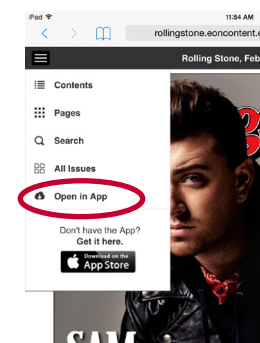 iPad 11:54 AM
rollingstone.eoncontent.e
Rolling Stone, Feb
Contents
Pages
Search
All Issues
Open in App
Don't have the App?
Get it here.
Download on the
App Store
SAM